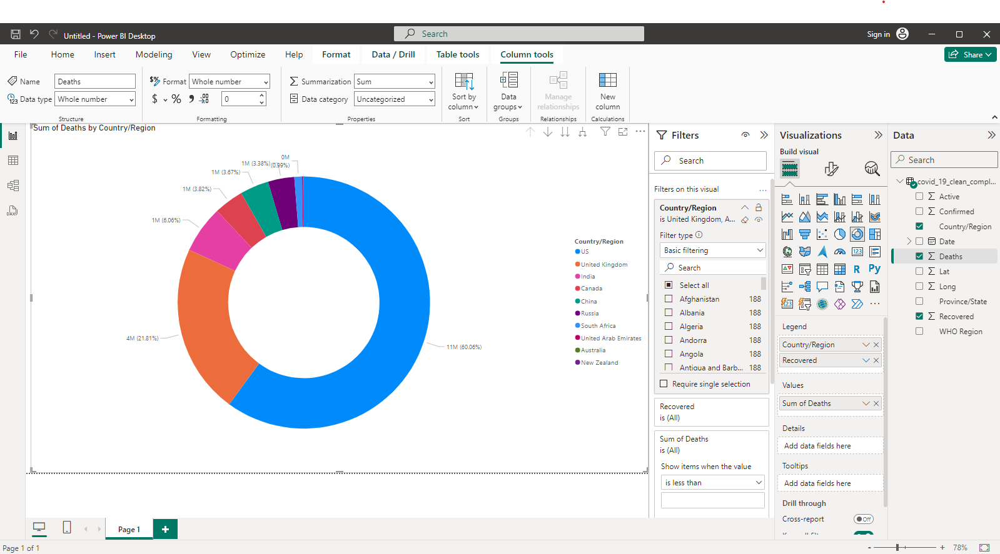 Untitled - Power BI Desktop
Search
Sign in
File Home Insert Modeling View Optimize Help Format Data / Drill Table tools Column tools
Share
Name Deaths
Data type Whole number
Structure
Format Whole number
$ % 0
Formatting
Summarization Sum
Data category Uncategorized
Properties
Sort by
column
Sort
Data
groups
Groups
Manage
relationships
Relationships
New
column
Calculations
Sum of Deaths by Country/Region
0M
(0.99%)
1M (3.38%)
1M (3.67%)
1M (3.82%)
1M (6.06%)
4M (21.81%)
11M (60.06%)
Country/Region
US
United Kingdom
India
Canada
China
Russia
South Africa
United Arab Emirates
Australia
New Zealand
Filters
Search
Filters on this visual
Country/Region
is United Kingdom, A...
Filter type
Basic filtering
Search
Select all
Afghanistan 188
Albania 188
Algeria 188
Andorra 188
Angola 188
Antigua and Barb... 188
Require single selection
Recovered
is (All)
Sum of Deaths
is (All)
Show items when the value
is less than
Visualizations
Build visual
123
R
Py
123
Legend
Country/Region
Recovered
Values
Sum of Deaths
Details
Add data fields here
Tooltips
Add data fields here
Drill through
Cross-report Off
Data
Search
covid_19_clean_compl...
Active
Confirmed
Country/Region
Date
Deaths
Lat
Long
Province/State
Recovered
WHO Region
DAX
Page 1
Page 1 of 1
- + 78%